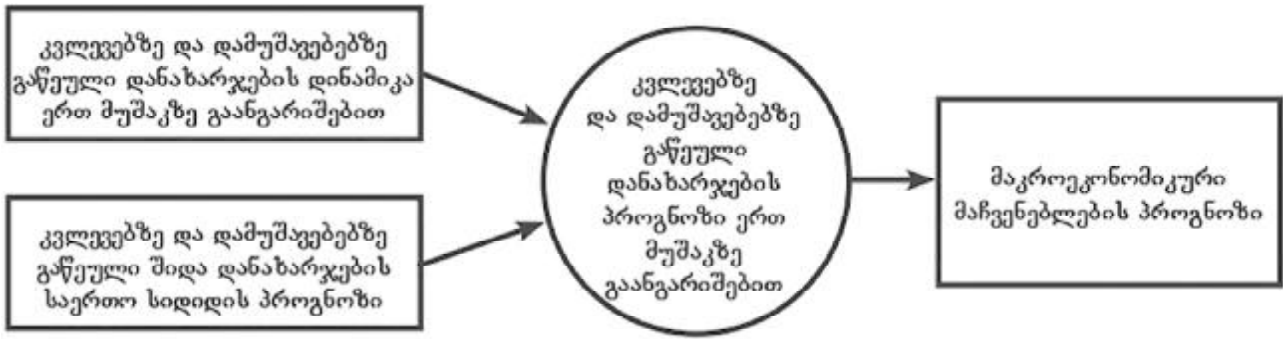 კვლევებზე და დამუშავებებზე
გაწეული დანახარჯების დინამიკა
ერთ მუშაკზე გაანგარიშებით
კვლევებზე და დამუშავებებზე
გაწეული შიდა დანახარჯების
საერთო სიდიდის პროგნოზი
კვლევებზე
და დამუშავებებზე
გაწეული
დანახარჯების
პროგნოზი ერთ
მუშაკზე
გაანგარიშებით
მაკროეკონომიკური
მაჩვენებლების პროგნოზი